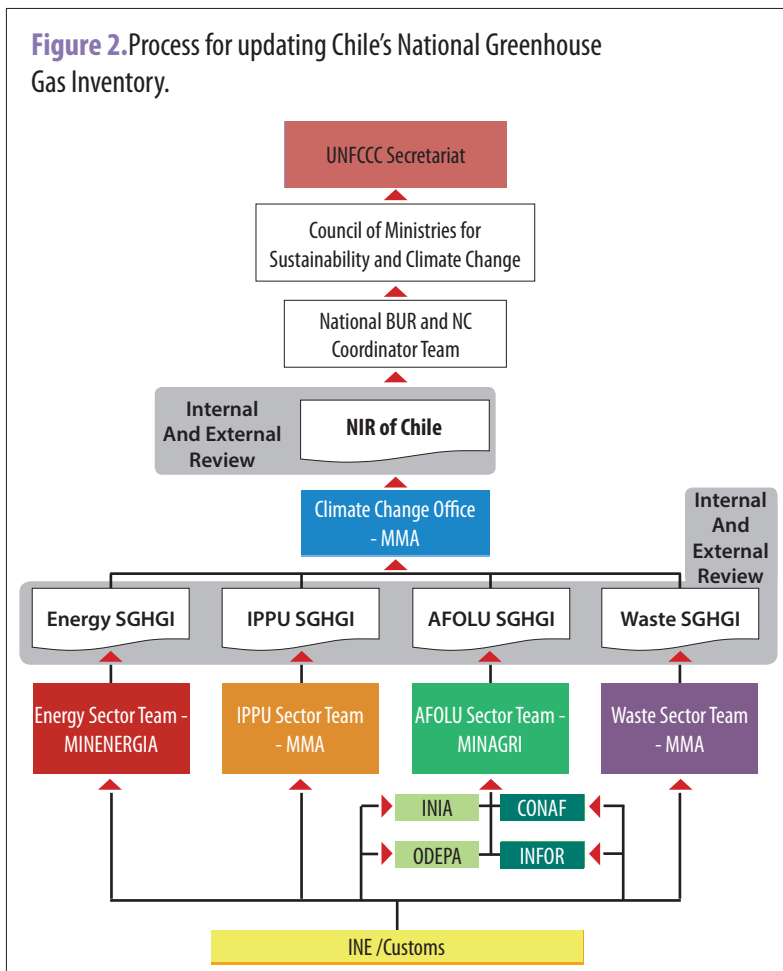 Figure 2.Process for updating Chile's National Greenhouse
Gas Inventory.
UNFCCC Secretariat
Council of Ministries for
Sustainability and Climate Change
National BUR and NC
Coordinator Team
Internal
And External
Review
NIR of Chile
Climate Change Office
- MMA
Internal
And
External
Review
Energy SGHGI
IPPU SGHGI
AFOLU SGHGI
Waste SGHGI
Energy Sector Team -
MINENERGIA
IPPU Sector Team
- MMA
AFOLU Sector Team -
MINAGRI
Waste Sector Team
- MMA
INIA
CONAF
ODEPA
INFOR
INE /Customs